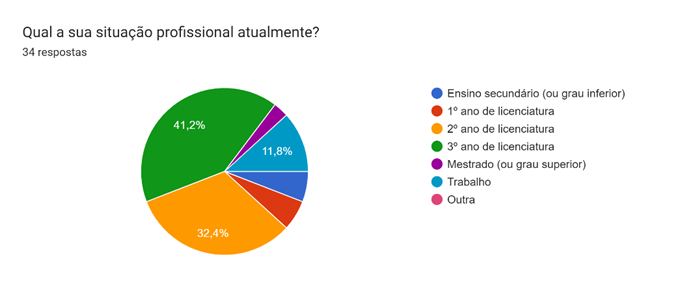 Qual a sua situação profissional atualmente?
34 respostas
41,2%
11,8%
32,4%
Ensino secundário (ou grau inferior)
1º ano de licenciatura
2º ano de licenciatura
3º ano de licenciatura
Mestrado (ou grau superior)
Trabalho
Outra